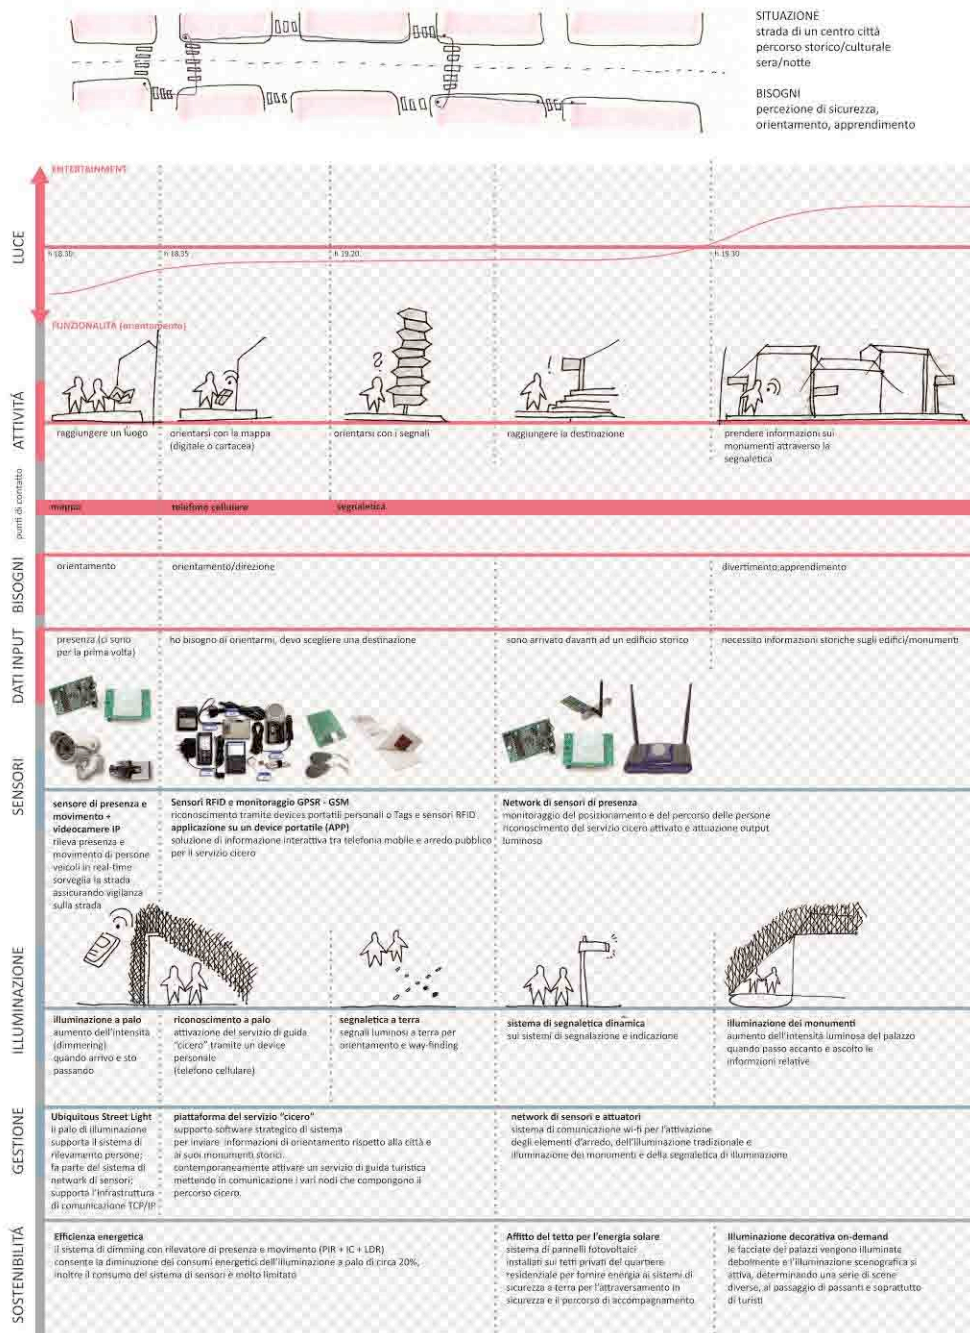 SITUAZIONE
strada di un centro città
percorso storico/culturale
sera/notte
BISOGNI
percezione di sicurezza,
orientamento, apprendimento
LUCE
ENTERTAINMENT
h 18.30
h 18.35
h 19.20
h 19.30
FUNZIONALITÁ (orientamento)
ATTIVITÁ
raggiungere un luogo
orientarsi con la mappa
(digitale o cartacea)
orientarsi con i segnali
raggiungere la destinazione
prendere informazioni sui
monumenti attraverso la
segnaletica
punti di contatto
mappa
telefono cellulare
segnaletica
BISOGNI
orientamento
orientamento/direzione
divertimento,apprendimento
DATI INPUT
presenza (ci sono
per la prima volta)
ho bisogno di orientarmi, devo scegliere una destinazione
sono arrivato davanti ad un edificio storico
necessito informazioni storiche sugli edifici/monumenti
SENSORI
sensore di presenza e
movimento +
videocamere IP
rileva presenza e
movimento di persone
veicoli in real-time
sorveglia la strada
assicurando vigilanza
sulla strada
Sensori RFID e monitoraggio GPSR - GSM
riconoscimento tramite devices portatili personali o Tags e sensori RFID
applicazione su un device portatile (APP)
soluzione di informazione interattiva tra telefonia mobile e arredo pubblico
per il servizio cicero
Network di sensori di presenza
monitoraggio del posizionamento e del percorso delle persone
riconoscimento del servizio cicero attivato e attuazione output
luminoso
ILLUMINAZIONE
illuminazione a palo
aumento dell'intensità
(dimmering)
quando arrivo e sto
passando
riconoscimento a palo
attivazione del servizio di guida
"cicero" tramite un device
personale
(telefono cellulare)
segnaletica a terra
segnali luminosi a terra per
orientamento e way-finding
sistema di segnaletica dinamica
sui sistemi di segnalazione e indicazione
illuminazione dei monumenti
aumento dell'intensità luminosa del palazzo
quando passo accanto e ascolto le
informzioni relative
GESTIONE
Ubiquitous Street Light
il palo di illuminazione
supporta il sistema di
rilevamento persone;
fa parte del sistema di
network di sensori;
supporta l'infrastruttura
di comunicazione TCP/IP
piattaforma del servizio "cicero"
supporto software strategico di sistema
per inviare informazioni di orientamento rispetto alla città e
ai suoi monumenti storici.
contemporaneamente attivare un servizio di guida turistica
mettendo in comunicazione i vari nodi che compongono il
percorso cicero.
network di sensori e attuatori
sistema di comunicazione wi-fi per l'attivazione
degli elementi d'arredo, dell'illuminazione tradizionale e
illuminazione dei monumenti e della segnaletica di illuminazione
SOSTENIBILITÁ
Efficienza energetica
il sistema di dimming con rilevatore di presenza e movimento (PIR + IC + LDR)
consente la diminuzione dei consumi energetici dell'illuminazione a palo di circa 20%,
inoltre il consumo del sistema di sensori è molto limitato
Affitto del tetto per l'energia solare
sistema di pannelli fotovoltaici
installati sui tetti privati del quartiere
residenziale per fornire energia ai sistemi di
sicurezza a terra per l'attraversamento in
sicurezza e il percorso di accompagnamento
Illuminazione decorativa on-demand
le facciate dei palazzi vengono illuminate
debolmente e l'illuminazione scenografica si
attiva, determinando una serie di scene
diverse, al passaggio di passanti e soprattutto
di turisti